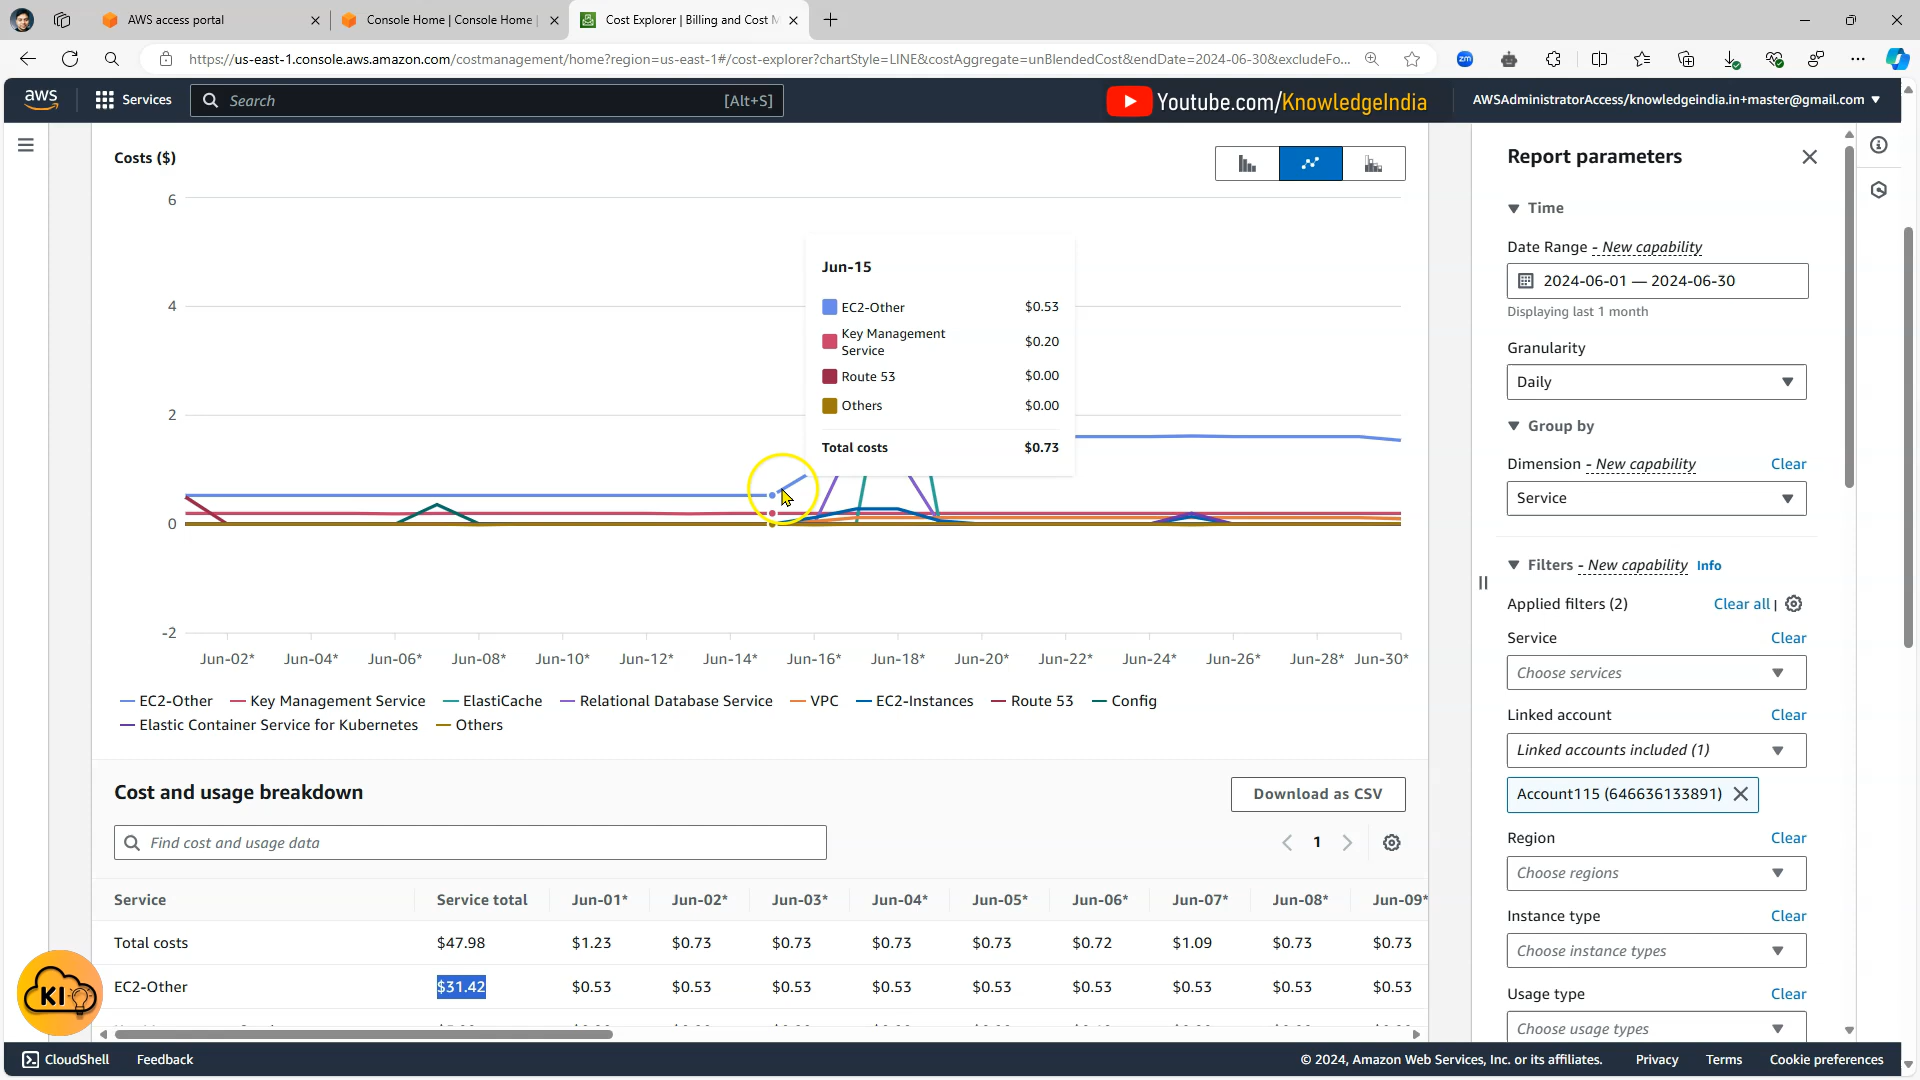 AWS access portal
Console Home | Console Home
Cost Explorer | Billing and Cost M
https://us-east-1.console.aws.amazon.com/costmanagement/home?region=us-east-1#/cost-explorer?chartStyle=LINE&costAggregate=unBlendedCost&endDate=2024-06-30&excludeFo...
zm
aws
Services
Search
[Alt+S]
Youtube.com/KnowledgeIndia
AWSAdministratorAccess/knowledgeindia.in+master@gmail.com
Costs ($)
6
4
2
0
-2
Jun-15
EC2-Other $0.53
Key Management Service $0.20
Route 53 $0.00
Others $0.00
Total costs $0.73
Jun-02* Jun-04* Jun-06* Jun-08* Jun-10* Jun-12* Jun-14* Jun-16* Jun-18* Jun-20* Jun-22* Jun-24* Jun-26* Jun-28* Jun-30*
EC2-Other Key Management Service ElastiCache Relational Database Service VPC EC2-Instances Route 53 Config
Elastic Container Service for Kubernetes Others
Cost and usage breakdown
Download as CSV
Find cost and usage data
1
Service Service total Jun-01* Jun-02* Jun-03* Jun-04* Jun-05* Jun-06* Jun-07* Jun-08* Jun-09*
Total costs $47.98 $1.23 $0.73 $0.73 $0.73 $0.73 $0.72 $1.09 $0.73 $0.73
EC2-Other $31.42 $0.53 $0.53 $0.53 $0.53 $0.53 $0.53 $0.53 $0.53 $0.53
KI
Report parameters
Time
Date Range - New capability
2024-06-01 — 2024-06-30
Displaying last 1 month
Granularity
Daily
Group by
Dimension - New capability Clear
Service
Filters - New capability Info
Applied filters (2) Clear all |
Service Clear
Choose services
Linked account Clear
Linked accounts included (1)
Account115 (646636133891)
Region Clear
Choose regions
Instance type Clear
Choose instance types
Usage type Clear
Choose usage types
CloudShell Feedback
© 2024, Amazon Web Services, Inc. or its affiliates. Privacy Terms Cookie preferences